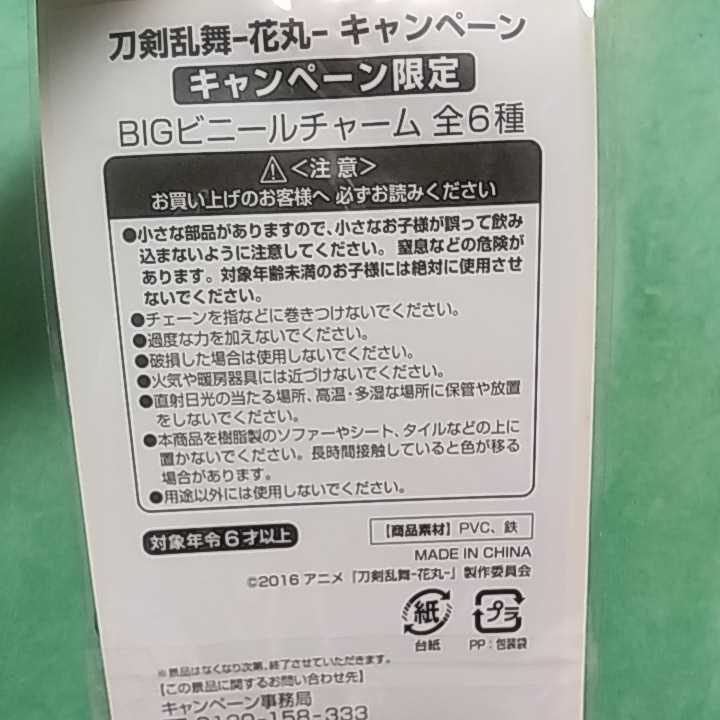 刀剣乱舞-花丸- キャンペーン
キャンペーン限定
BIGビニールチャーム 全6種
⚠<注意>
お買い上げのお客様へ 必ずお読みください
●小さな部品がありますので、小さなお子様が誤って飲み
込まないように注意してください。窒息などの危険が
あります。対象年齢未満のお子様には絶対に使用させ
ないでください。
●チェーンを指などに巻きつけないでください。
●過度な力を加えないでください。
●破損した場合は使用しないでください。
●火気や暖房器具には近づけないでください。
●直射日光の当たる場所、高温・多湿な場所に保管や放置
をしないでください。
●本商品を樹脂製のソファーやシート、タイルなどの上に
置かないでください。長時間接触していると色が移る
場合があります。
●用途以外には使用しないでください。
対象年令6才以上
【商品素材】PVC、鉄
MADE IN CHINA
©2016 アニメ『刀剣乱舞-花丸-』製作委員会
紙
台紙
プラ
PP:包装袋
※景品はなくなり次第、終了させていただきます。
【この景品に関するお問い合わせ先】
キャンペーン事務局
0120-158-333